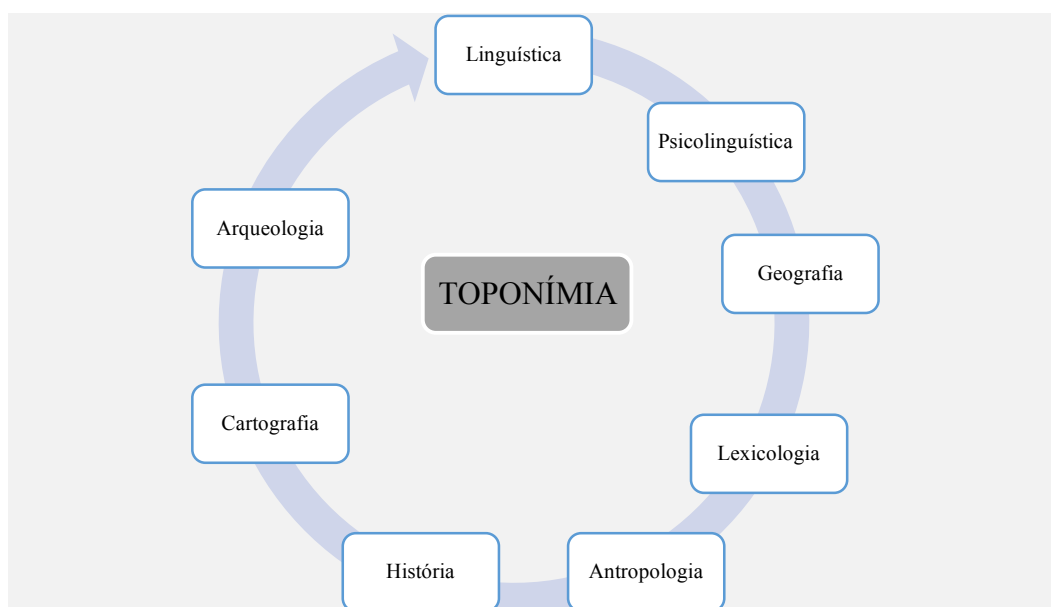 Linguística
Psicolinguística
Geografia
Lexicologia
Antropologia
História
Cartografia
Arqueologia
TOPONÍMIA